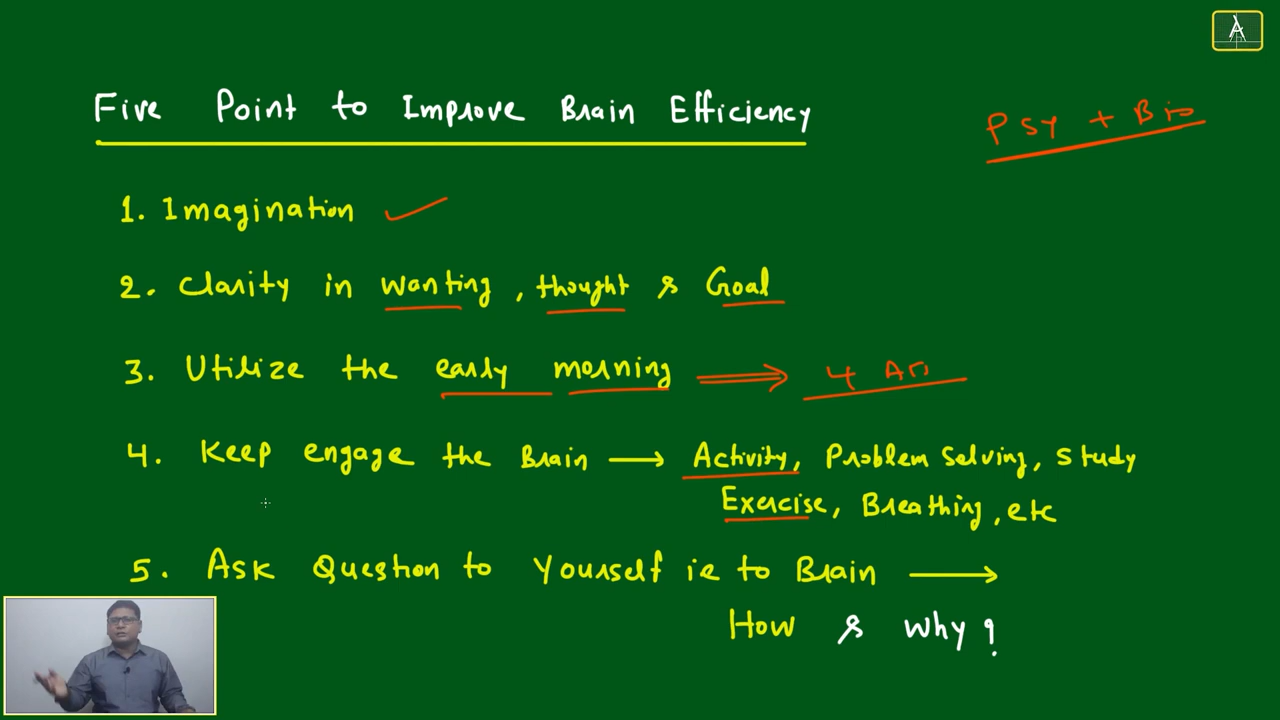 A
Five Point to Improve Brain Efficiency
Psy + Bio
1. Imagination
2. Clarity in Wanting, thought & Goal
3. Utilize the early morning ⟹ 4 AM
4. Keep engage the Brain → Activity, Problem Solving, Study
Exercise, Breathing, etc
5. Ask Question to Yourself ie to Brain →
How & Why?